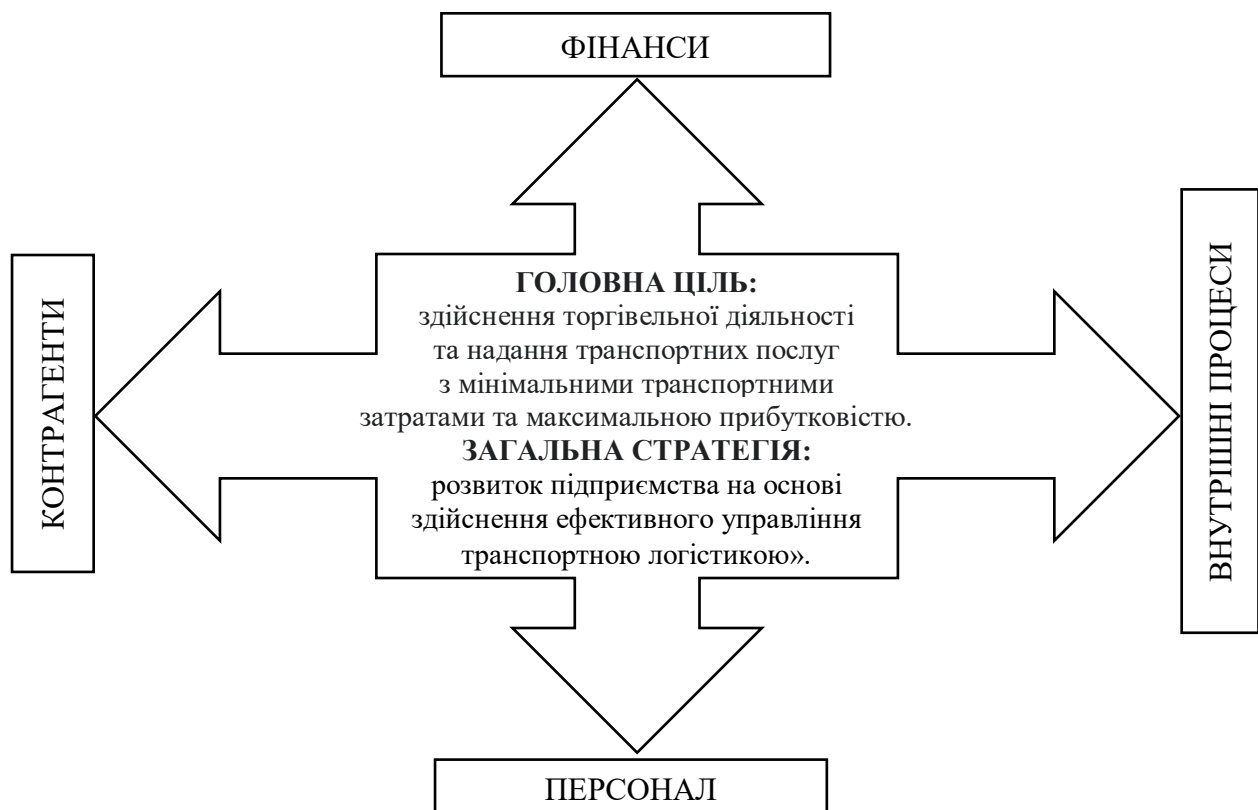 ФІНАНСИ
КОНТРАГЕНТИ
ГОЛОВНА ЦІЛЬ:
здійснення торгівельної діяльності
та надання транспортних послуг
з мінімальними транспортними
затратами та максимальною прибутковістю.
ЗАГАЛЬНА СТРАТЕГІЯ:
розвиток підприємства на основі
здійснення ефективного управління
транспортною логістикою».
ВНУТРІШНІ ПРОЦЕСИ
ПЕРСОНАЛ